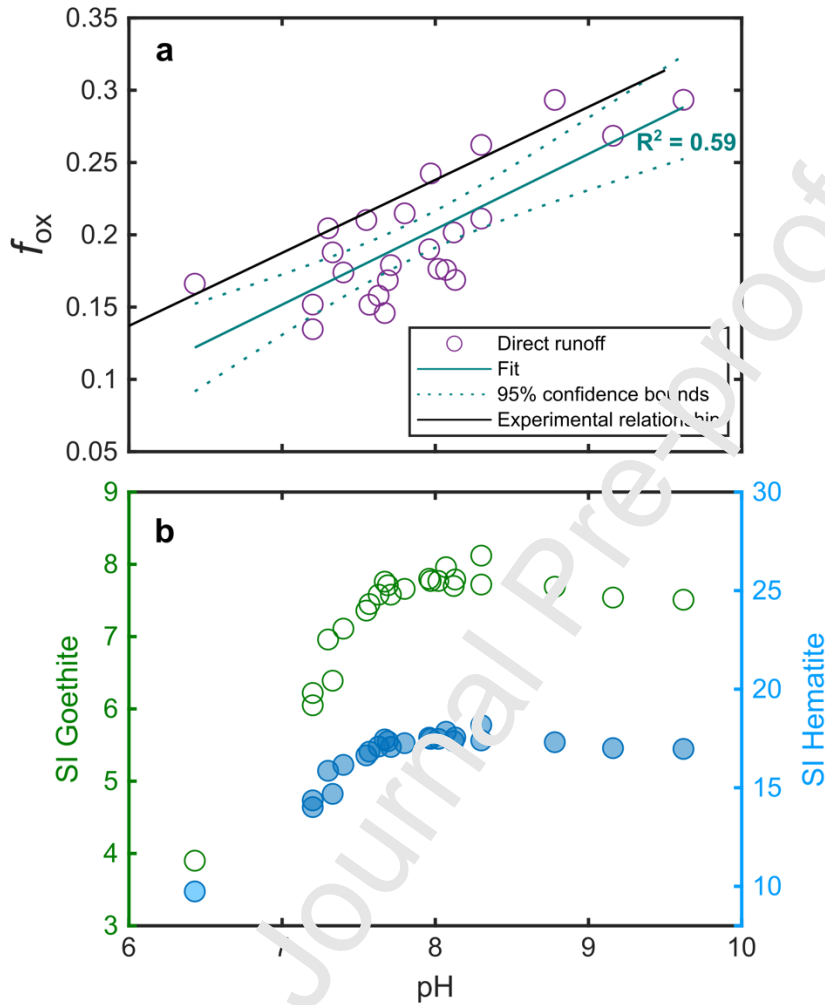 0.35
a
0.3
R² = 0.59
0.25
f_ox
0.2
0.15
Direct runoff
Fit
0.1
95% confidence bounds
Experimental relationship
0.05
9
30
b
8
25
7
SI Goethite
SI Hematite
20
6
5
15
4
10
3
6
7
8
9
10
pH
Journal Pre-proof